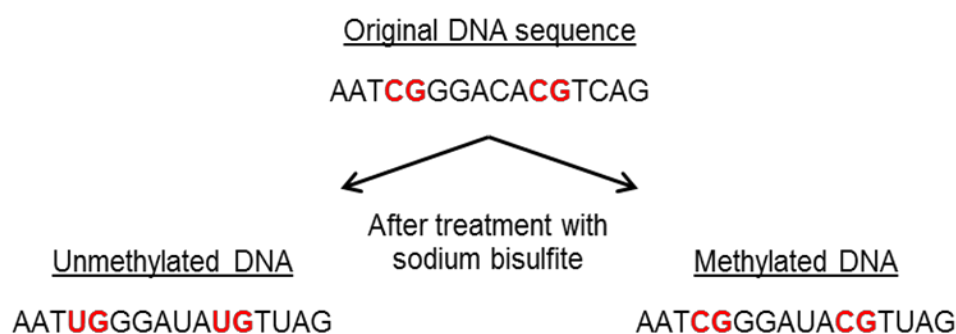 Original DNA sequence
AATCGGGACACGTCAG
After treatment with
sodium bisulfite
Unmethylated DNA
AATUGGGAUAUGTUAG
Methylated DNA
AATCGGGAUACGTUAG